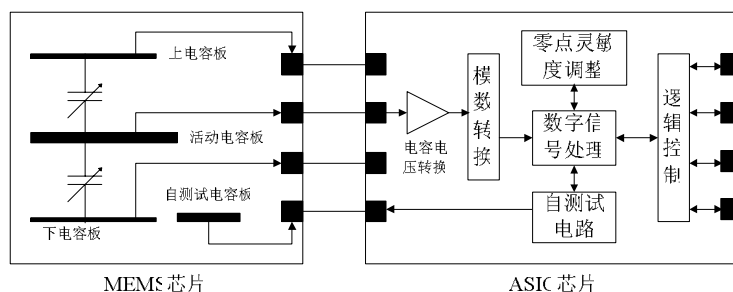 上电容板
活动电容板
自测试电容板
下电容板
MEMS芯片
电容电
压转换
模数转换
零点灵敏
度调整
数字信
号处理
自测试
电路
逻辑控制
ASIC芯片